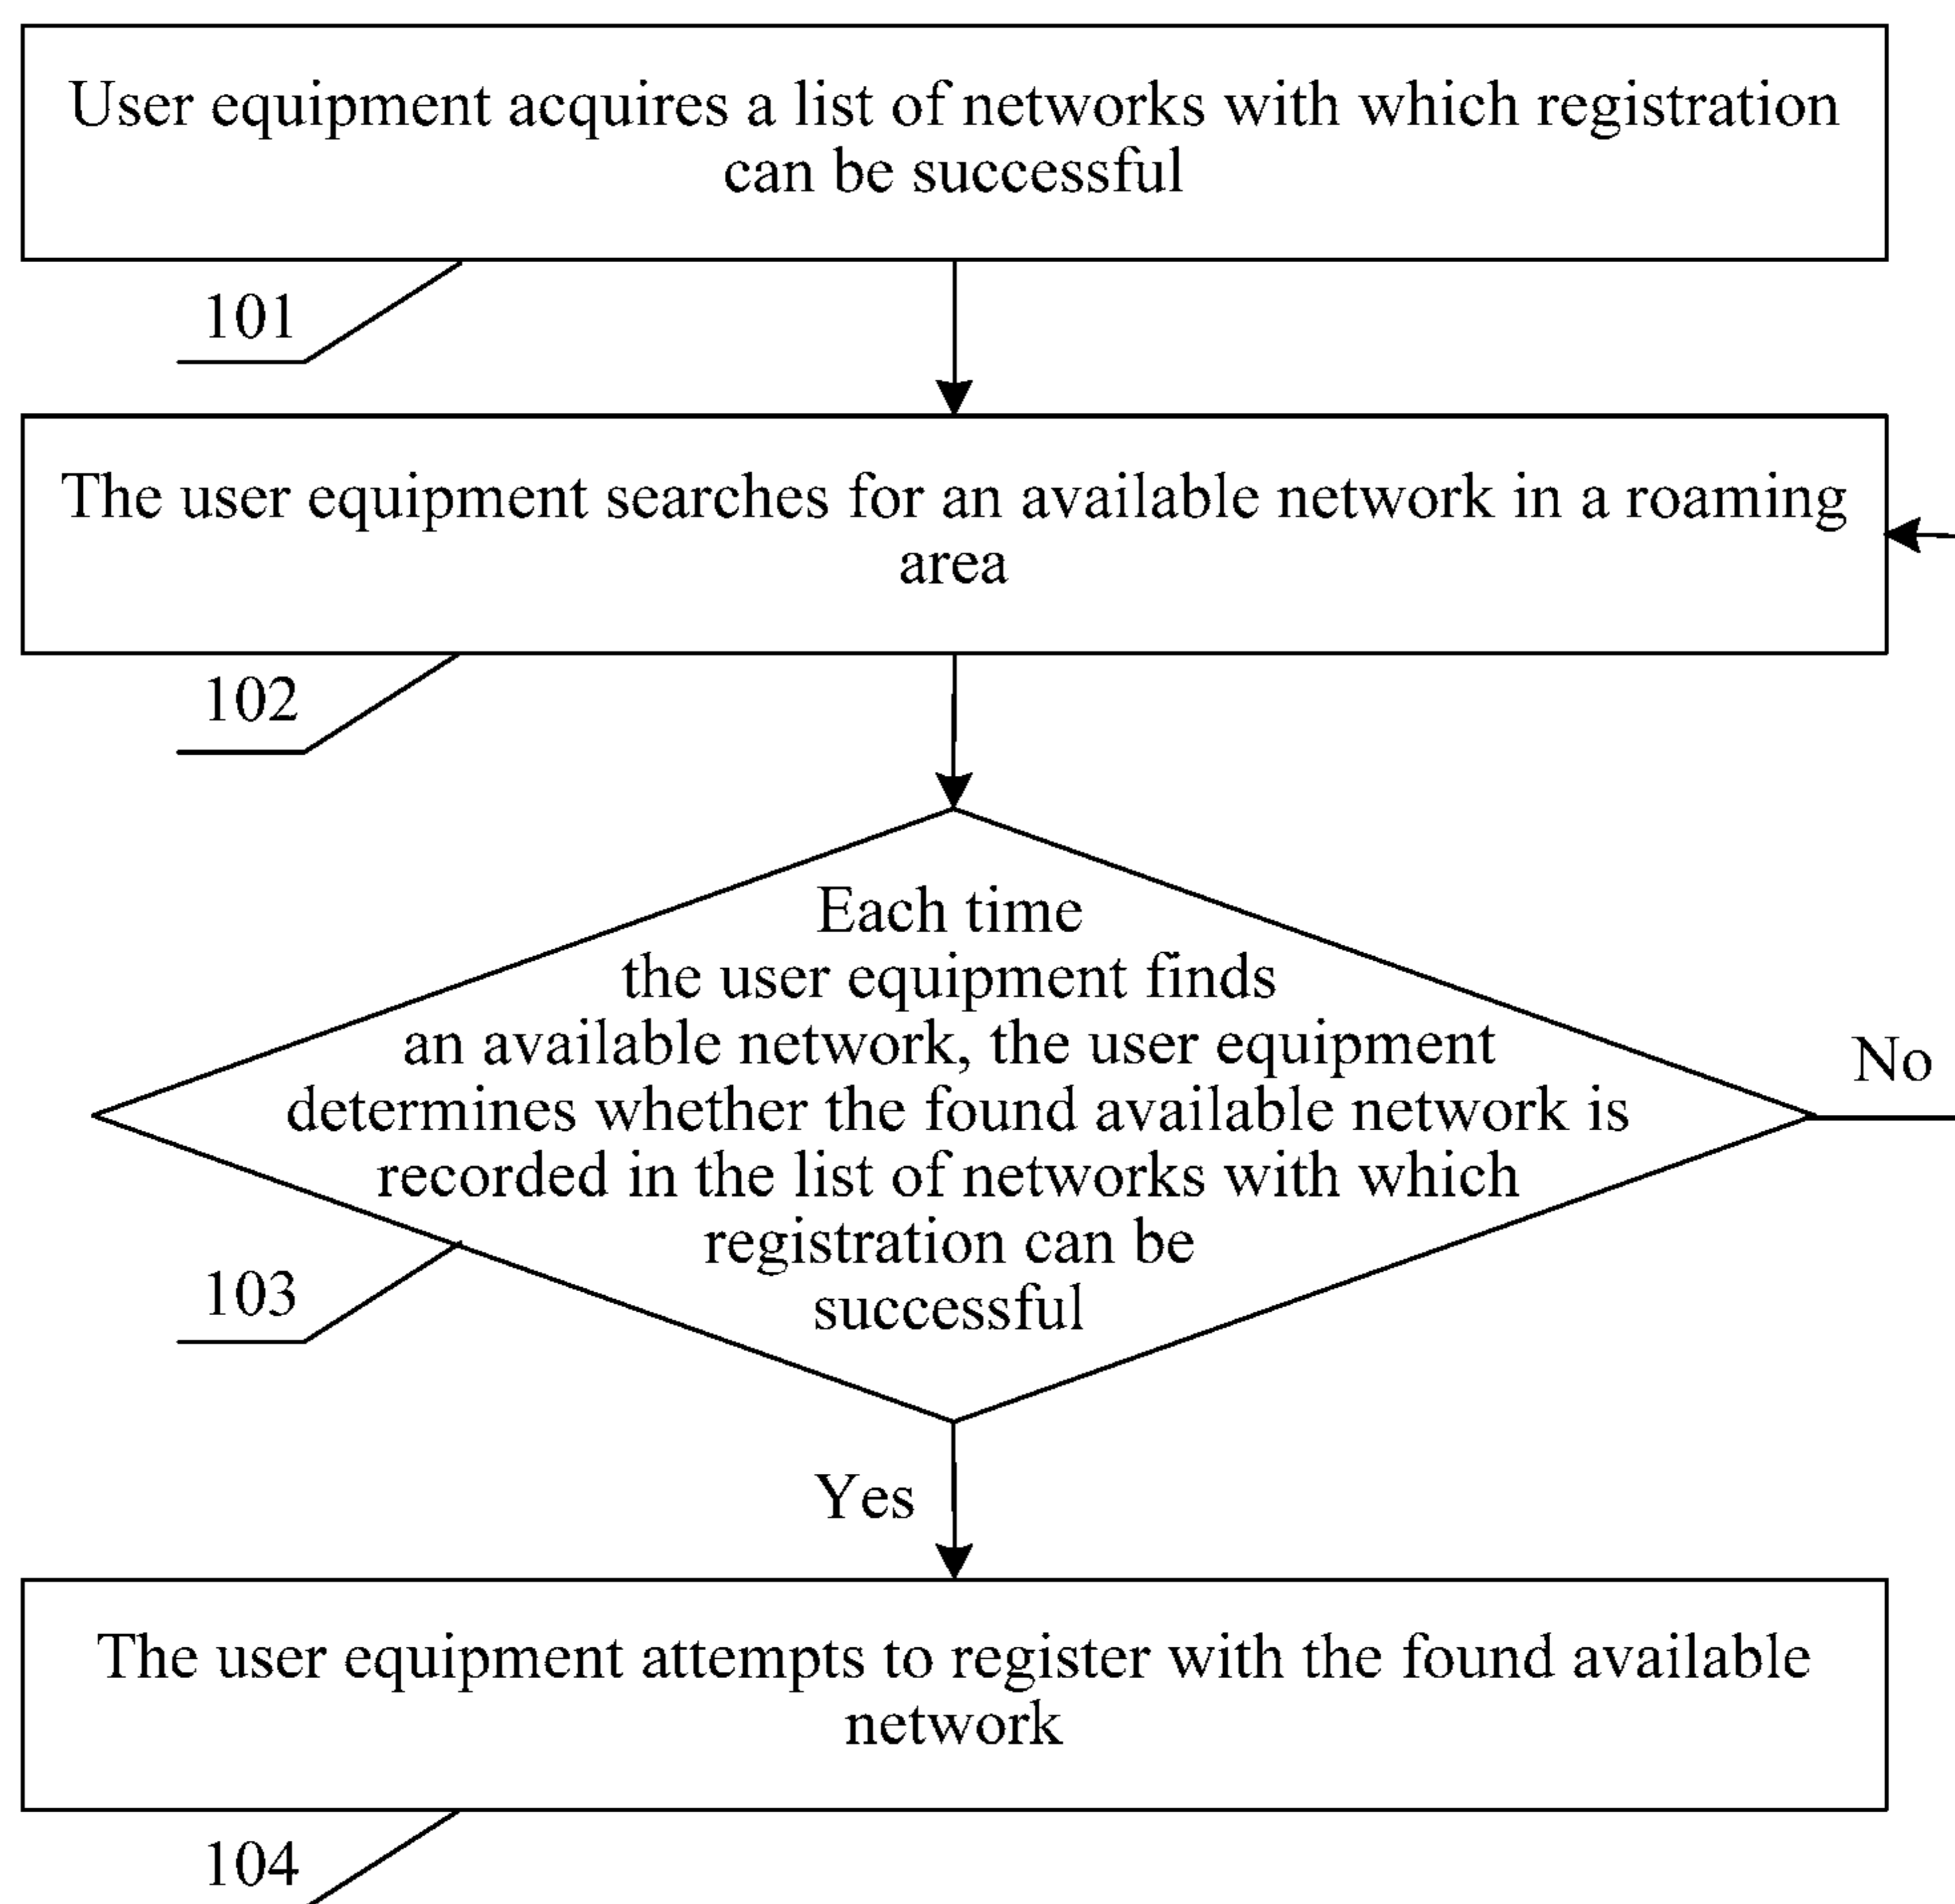 User equipment acquires a list of networks with which registration
can be successful
101
The user equipment searches for an available network in a roaming
area
102
Each time
the user equipment finds
an available network, the user equipment
determines whether the found available network is
recorded in the list of networks with which
registration can be
successful
No
103
Yes
The user equipment attempts to register with the found available
network
104